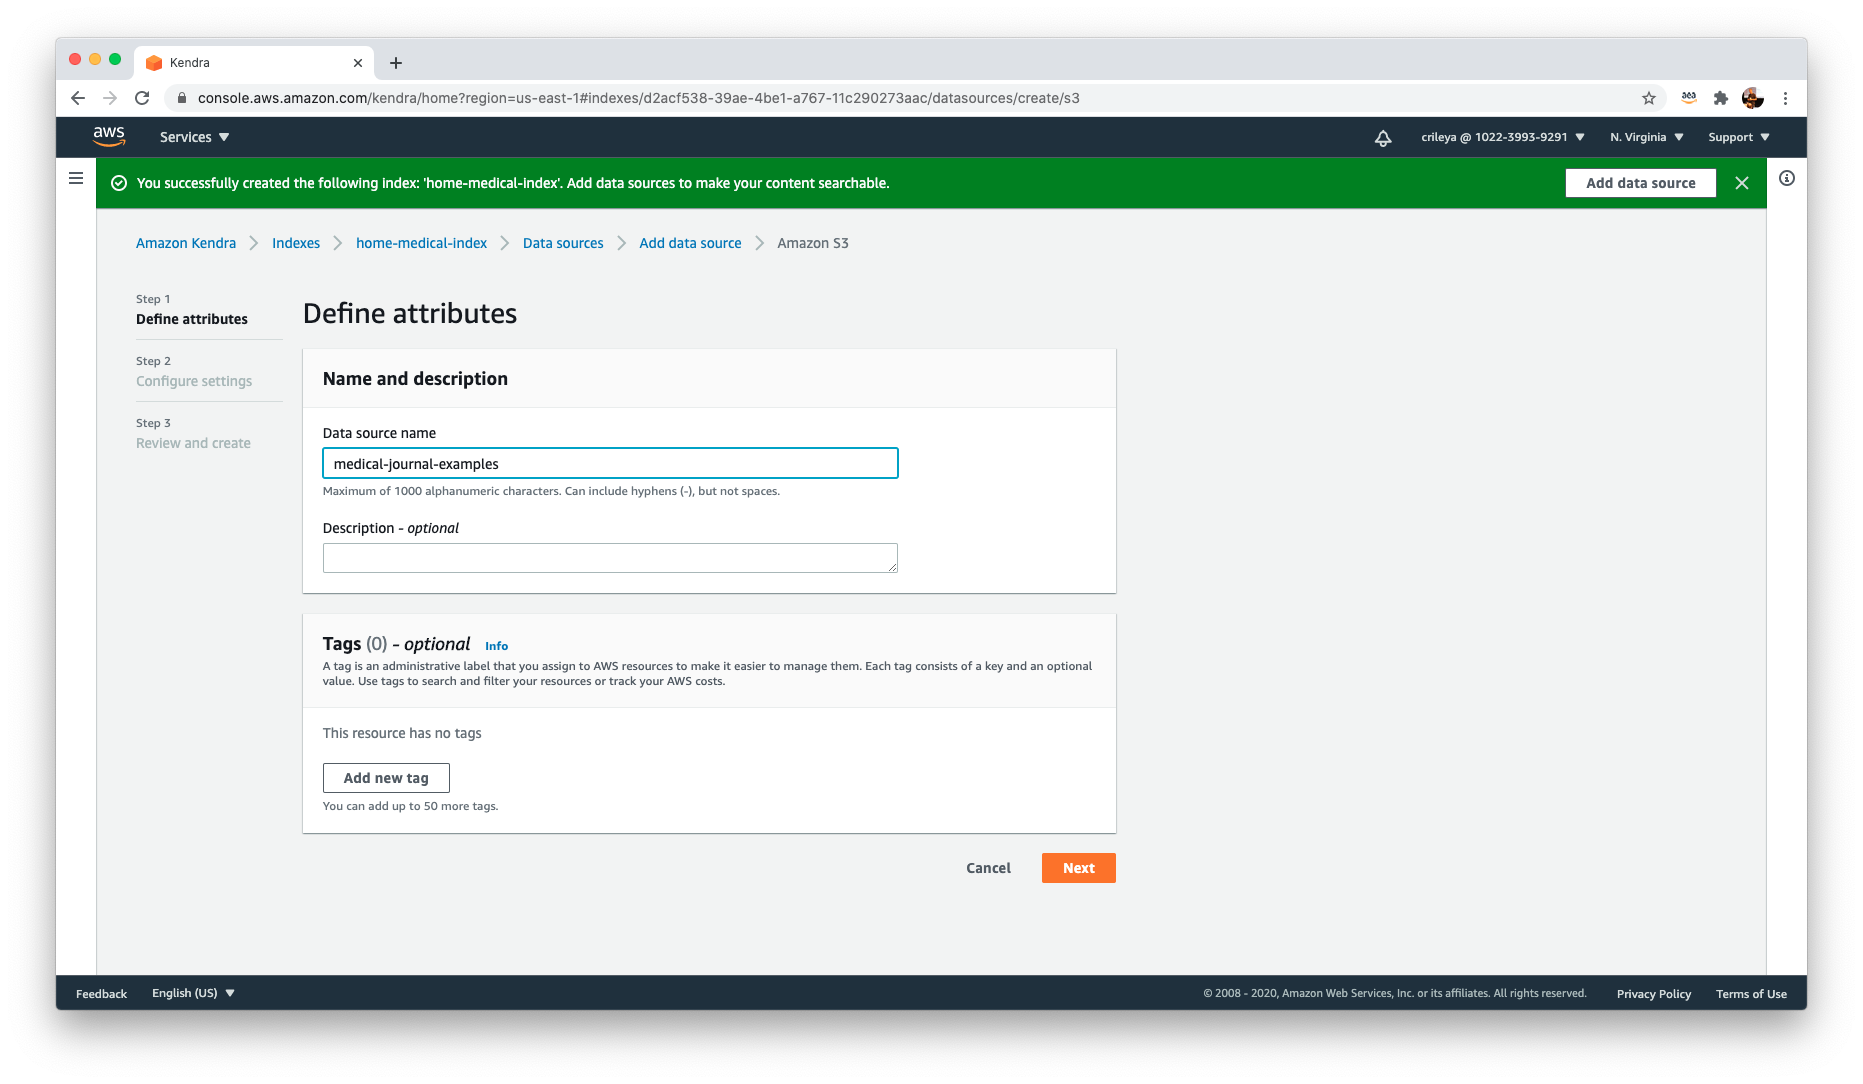 Kendra
console.aws.amazon.com/kendra/home?region=us-east-1#indexes/d2acf538-39ae-4be1-a767-11c290273aac/datasources/create/s3
aws
Services
crileya @ 1022-3993-9291
N. Virginia
Support
You successfully created the following index: 'home-medical-index'. Add data sources to make your content searchable.
Add data source
Amazon Kendra
Indexes
home-medical-index
Data sources
Add data source
Amazon S3
Step 1
Define attributes
Step 2
Configure settings
Step 3
Review and create
Define attributes
Name and description
Data source name
medical-journal-examples
Maximum of 1000 alphanumeric characters. Can include hyphens (-), but not spaces.
Description - optional
Tags (0) - optional Info
A tag is an administrative label that you assign to AWS resources to make it easier to manage them. Each tag consists of a key and an optional
value. Use tags to search and filter your resources or track your AWS costs.
This resource has no tags
Add new tag
You can add up to 50 more tags.
Cancel
Next
Feedback
English (US)
© 2008 - 2020, Amazon Web Services, Inc. or its affiliates. All rights reserved.
Privacy Policy
Terms of Use